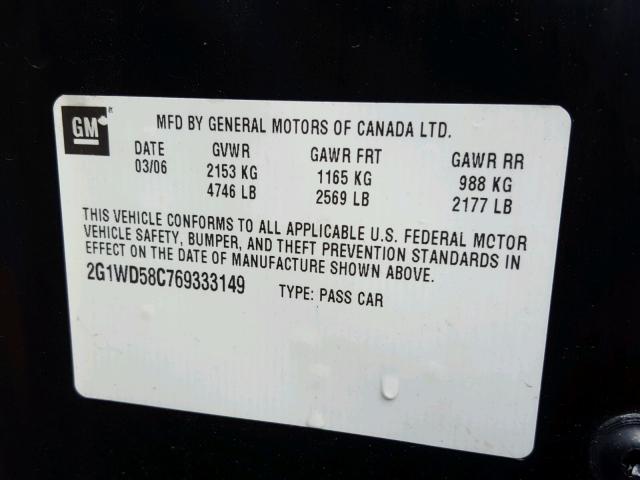 GM
MFD BY GENERAL MOTORS OF CANADA LTD.
DATE GVWR GAWR FRT GAWR RR
03/06 2153 KG 1165 KG 988 KG
4746 LB 2569 LB 2177 LB
THIS VEHICLE CONFORMS TO ALL APPLICABLE U.S. FEDERAL MOTOR
VEHICLE SAFETY, BUMPER, AND THEFT PREVENTION STANDARDS IN
EFFECT ON THE DATE OF MANUFACTURE SHOWN ABOVE.
2G1WD58C769333149 TYPE: PASS CAR